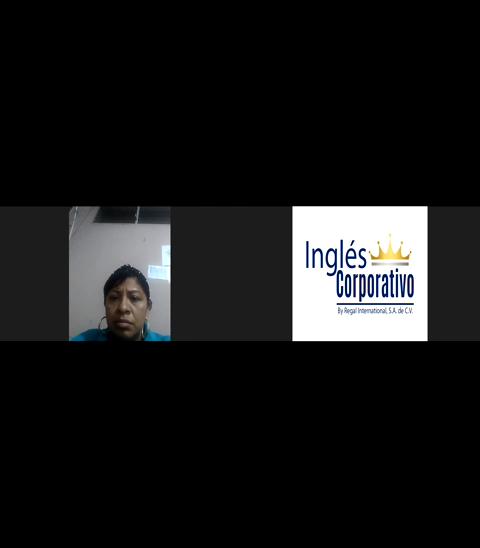 Inglés
Corporativo
By Regal International, S.A. de C.V.